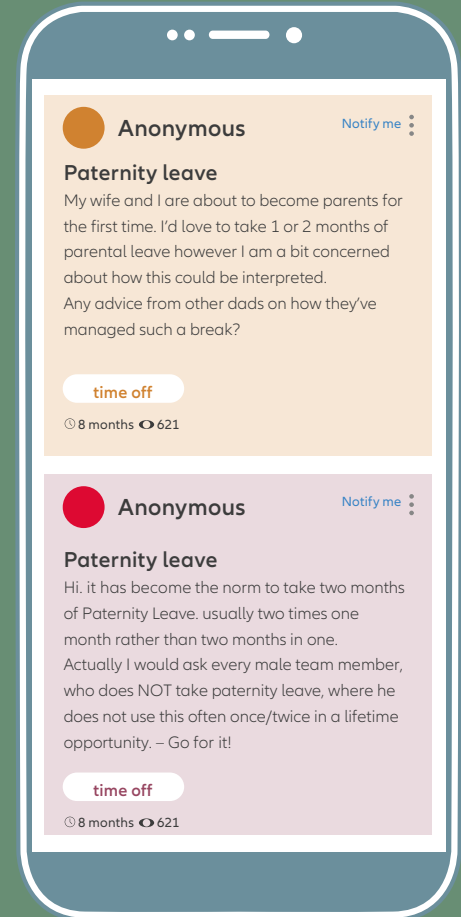 Anonymous
Notify me
Paternity leave
My wife and I are about to become parents for
the first time. I’d love to take 1 or 2 months of
parental leave however I am a bit concerned
about how this could be interpreted.
Any advice from other dads on how they’ve
managed such a break?
time off
8 months 621
Anonymous
Notify me
Paternity leave
Hi. it has become the norm to take two months
of Paternity Leave. usually two times one
month rather than two months in one.
Actually I would ask every male team member,
who does NOT take paternity leave, where he
does not use this often once/twice in a lifetime
opportunity. – Go for it!
time off
8 months 621